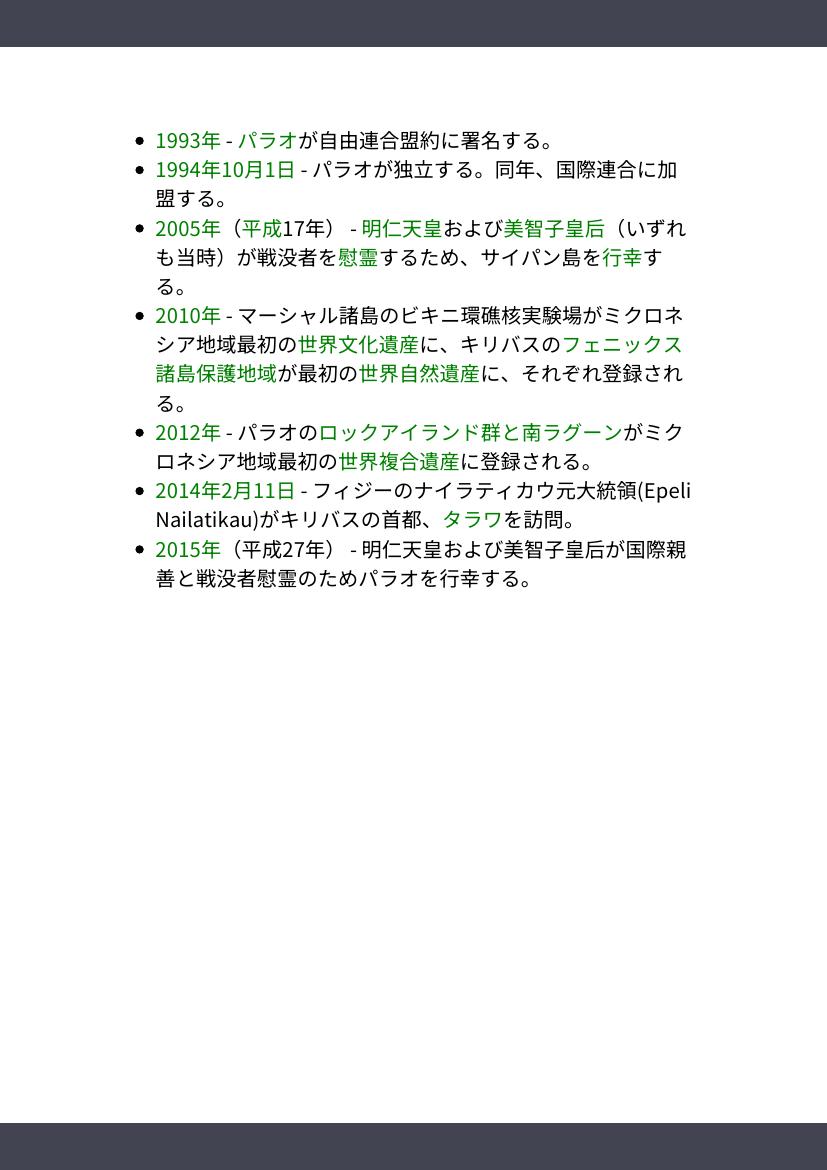 • 1993年 - パラオが自由連合盟約に署名する。
• 1994年10月1日 - パラオが独立する。同年、国際連合に加
盟する。
• 2005年（平成17年） - 明仁天皇および美智子皇后（いずれ
も当時）が戦没者を慰霊するため、サイパン島を行幸す
る。
• 2010年 - マーシャル諸島のビキニ環礁核実験場がミクロネ
シア地域最初の世界文化遺産に、キリバスのフェニックス
諸島保護地域が最初の世界自然遺産に、それぞれ登録され
る。
• 2012年 - パラオのロックアイランド群と南ラグーンがミク
ロネシア地域最初の世界複合遺産に登録される。
• 2014年2月11日 - フィジーのナイラティカウ元大統領(Epeli
Nailatikau)がキリバスの首都、タラワを訪問。
• 2015年（平成27年） - 明仁天皇および美智子皇后が国際親
善と戦没者慰霊のためパラオを行幸する。